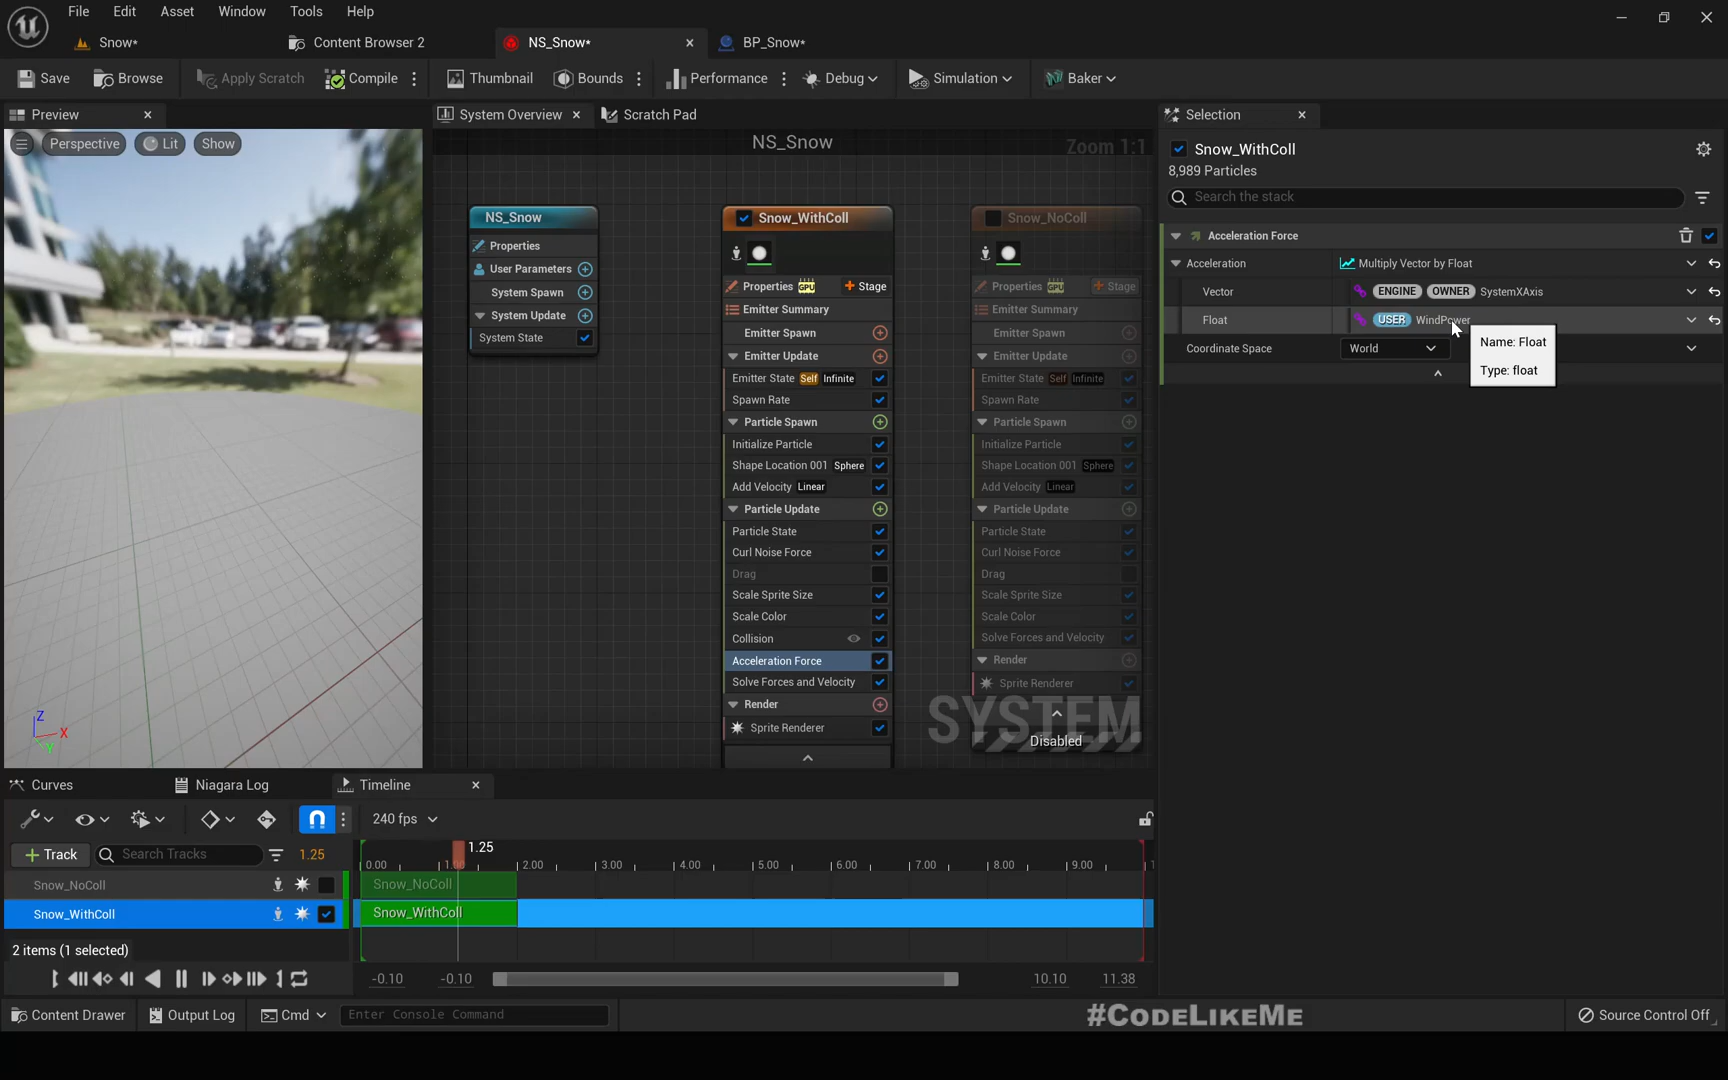 File Edit Asset Window Tools Help
Snow* Content Browser 2 NS_Snow* BP_Snow*
Save Browse Apply Scratch Compile Thumbnail Bounds Performance Debug Simulation Baker
Preview System Overview Scratch Pad Selection
Perspective Lit Show
NS_Snow
Zoom 1:1
Snow_WithColl
8,989 Particles
Search the stack
NS_Snow
Properties
User Parameters
System Spawn
System Update
System State
Snow_WithColl
Properties GPU Stage
Emitter Summary
Emitter Spawn
Emitter Update
Emitter State Self Infinite
Spawn Rate
Particle Spawn
Initialize Particle
Shape Location 001 Sphere
Add Velocity Linear
Particle Update
Particle State
Curl Noise Force
Drag
Scale Sprite Size
Scale Color
Collision
Acceleration Force
Solve Forces and Velocity
Render
Sprite Renderer
Snow_NoColl
Properties GPU Stage
Emitter Summary
Emitter Spawn
Emitter Update
Emitter State Self Infinite
Spawn Rate
Particle Spawn
Initialize Particle
Shape Location 001 Sphere
Add Velocity Linear
Particle Update
Particle State
Curl Noise Force
Drag
Scale Sprite Size
Scale Color
Solve Forces and Velocity
Render
Sprite Renderer
SYSTEM
Disabled
Acceleration Force
Acceleration Multiply Vector by Float
Vector ENGINE OWNER SystemXAxis
Float USER WindPower
Coordinate Space World
Name: Float
Type: float
Z
X
Y
Curves Niagara Log Timeline
240 fps
Track Search Tracks 1.25
1.25
0.00 1.00 2.00 3.00 4.00 5.00 6.00 7.00 8.00 9.00 1
Snow_NoColl Snow_NoColl
Snow_WithColl Snow_WithColl
2 items (1 selected)
-0.10 -0.10 10.10 11.38
Content Drawer Output Log Cmd Enter Console Command
#CodeLikeMe
Source Control Off